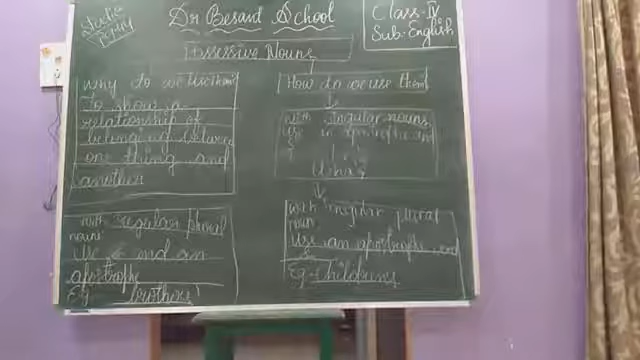 Dr Besant School
Class-IV
Sub-English
Possessive Nouns
Why do we use them?
To show a
relationship of
belonging between
one thing and
another
How do we use them
with singular nouns
use an apostrophe and
S
with regular plural
nouns
Use and an
apostrophe
Eg brothers'
with irregular plural
noun
Use an apostrophe and
S
Eg-Childrens